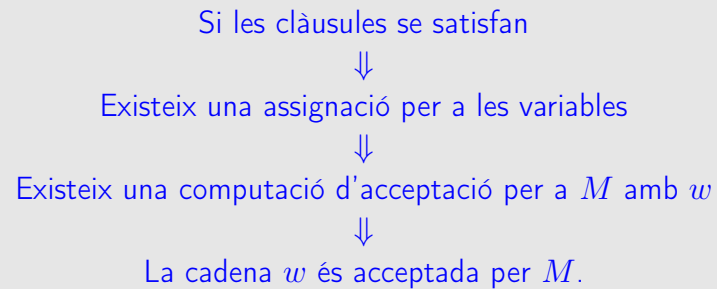 Si les clàusules se satisfan
⇓
Existeix una assignació per a les variables
⇓
Existeix una computació d'acceptació per a M amb w
⇓
La cadena w és acceptada per M.